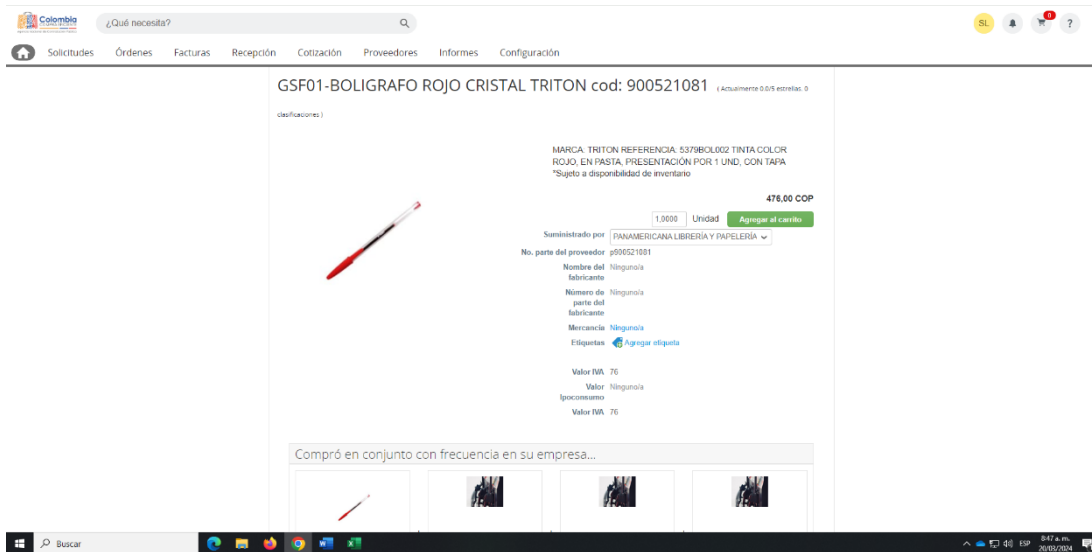 Colombia
¿Qué necesita?
SL
0
?
Solicitudes Órdenes Facturas Recepción Cotización Proveedores Informes Configuración
GSF01-BOLIGRAFO ROJO CRISTAL TRITON cod: 900521081 ( Actualmente 0.0/5 estrellas. 0
clasificaciones )
MARCA: TRITON REFERENCIA: 5379BOL002 TINTA COLOR
ROJO, EN PASTA, PRESENTACIÓN POR 1 UND, CON TAPA
*Sujeto a disponibilidad de inventario
476,00 COP
1,0000 Unidad Agregar al carrito
Suministrado por PANAMERICANA LIBRERÍA Y PAPELERÍA
No. parte del proveedor p900521081
Nombre del Ninguno/a
fabricante
Número de Ninguno/a
parte del
fabricante
Mercancía Ninguno/a
Etiquetas Agregar etiqueta
Valor IVA 76
Valor Ninguno/a
Ipoconsumo
Valor IVA 76
Compró en conjunto con frecuencia en su empresa...
Buscar
ESP
8:47 a. m.
20/03/2024